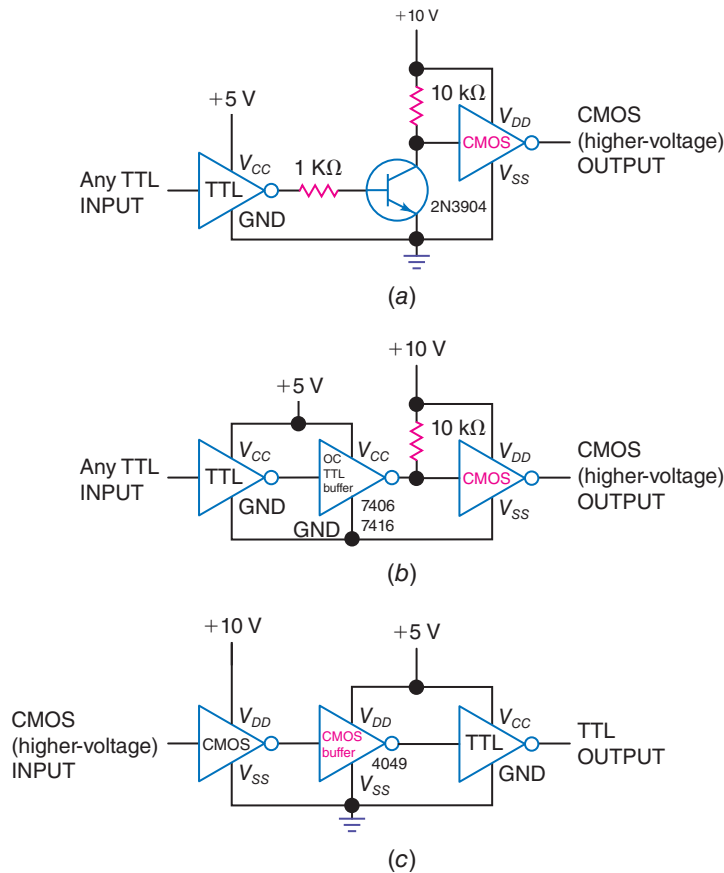 +10 V
10 kΩ
+5 V
V_DD
CMOS
(higher-voltage)
OUTPUT
CMOS
V_CC
1 KΩ
Any TTL
INPUT
TTL
V_SS
2N3904
GND
(a)
+10 V
+5 V
10 kΩ
V_CC
V_CC
V_DD
CMOS
(higher-voltage)
OUTPUT
Any TTL
INPUT
TTL
OC
TTL
buffer
CMOS
GND
7406
7416
V_SS
GND
(b)
+10 V
+5 V
V_DD
V_DD
V_CC
CMOS
(higher-voltage)
INPUT
CMOS
CMOS
buffer
4049
TTL
TTL
OUTPUT
V_SS
V_SS
GND
(c)